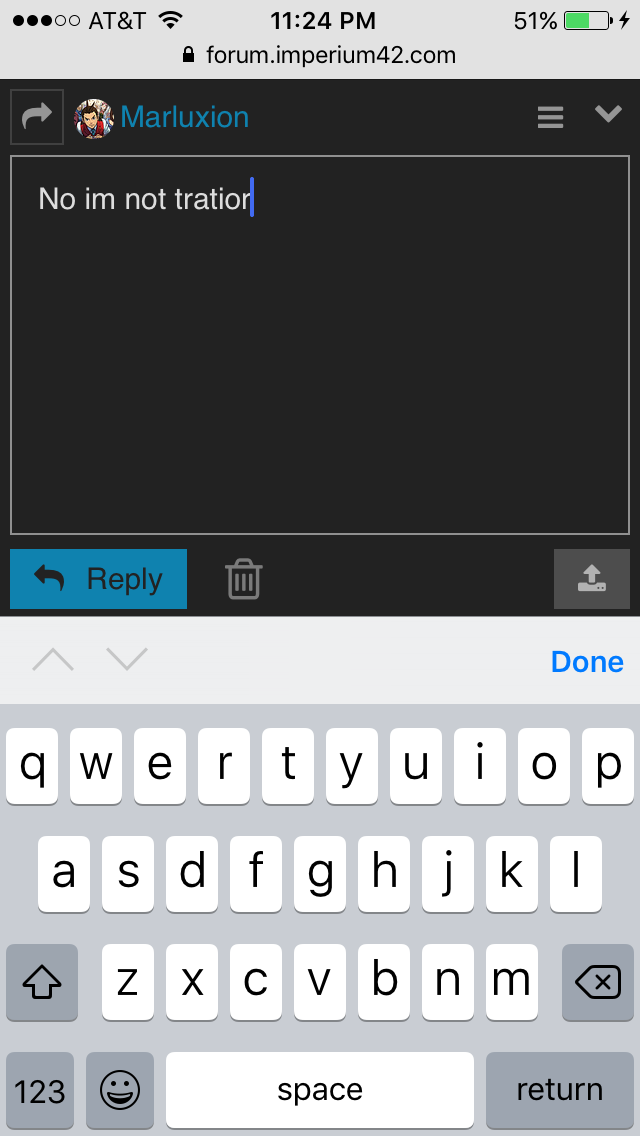 AT&T 11:24 PM 51%
forum.imperium42.com
Marluxion
No im not tratior
Reply
Done
q w e r t y u i o p
a s d f g h j k l
z x c v b n m
123 space return